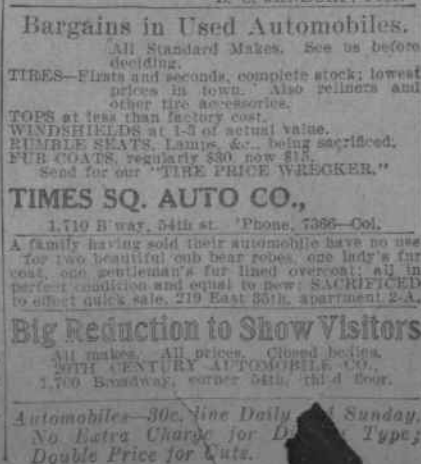 Bargains in Used Automobiles.
All Standard Makes. See us before
deciding.
TIRES—Firsts and seconds, complete stock; lowest
prices in town. Also reliners and
other tire accessories.
TOPS at less than factory cost.
WINDSHIELDS at 1-3 of actual value.
RUMBLE SEATS, Lamps, &c., being sacrificed.
FUR COATS, regularly $30, now $15.
Send for our "TIRE PRICE WRECKER."
TIMES SQ. AUTO CO.,
1,710 B'way, 54th st. 'Phone, 7366—Col.
A family having sold their automobile have no use
for two beautiful cub bear robes, one lady's fur
coat, one gentleman's fur lined overcoat; all in
perfect condition and equal to new; SACRIFICED
to effect quick sale. 219 East 35th, apartment 2-A.
Big Reduction to Show Visitors
All makes. All prices. Closed bodies.
20TH CENTURY AUTOMOBILE CO.,
1,700 Broadway, corner 54th, third floor.
Automobiles—30c. line Daily Sunday.
No Extra Charge for Type;
Double Price for Cuts.